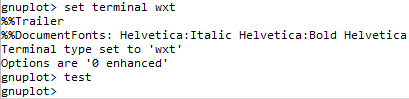 gnuplot> set terminal wxt
%%Trailer
%%DocumentFonts: Helvetica:Italic Helvetica:Bold Helvetica
Terminal type set to 'wxt'
Options are '0 enhanced'
gnuplot> test
gnuplot>